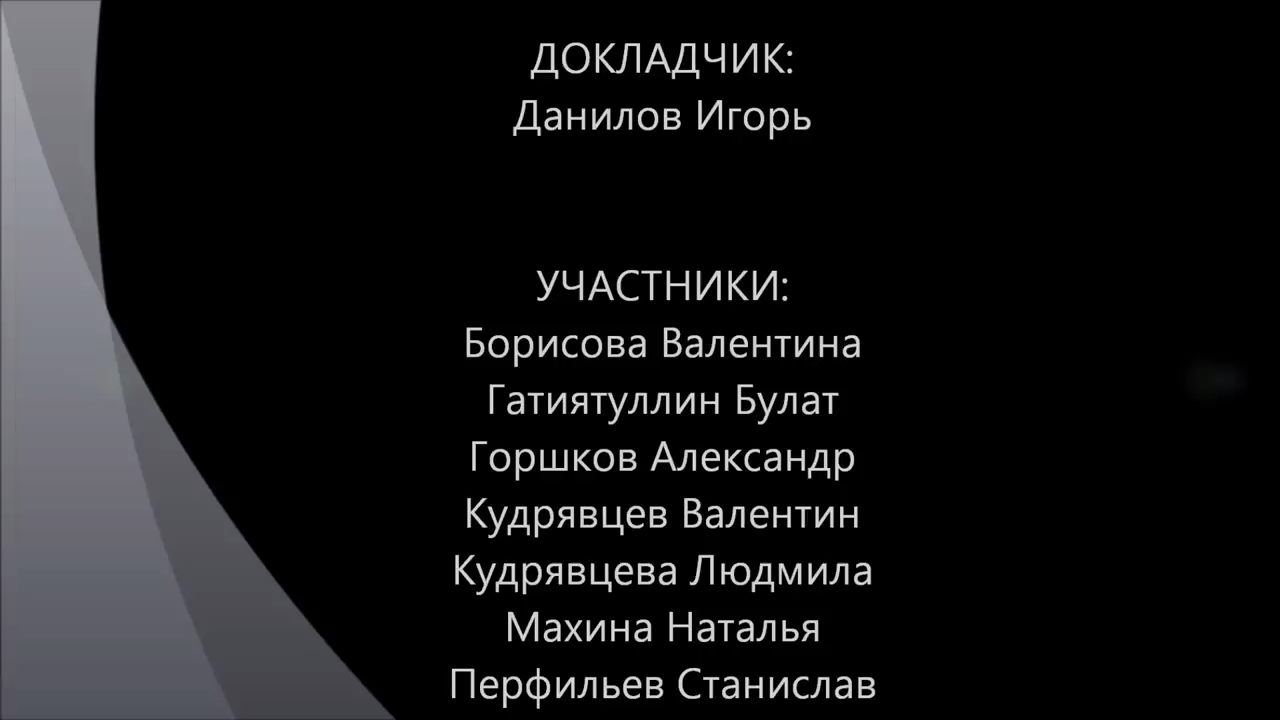 ДОКЛАДЧИК:
Данилов Игорь
УЧАСТНИКИ:
Борисова Валентина
Гатиятуллин Булат
Горшков Александр
Кудрявцев Валентин
Кудрявцева Людмила
Махина Наталья
Перфильев Станислав